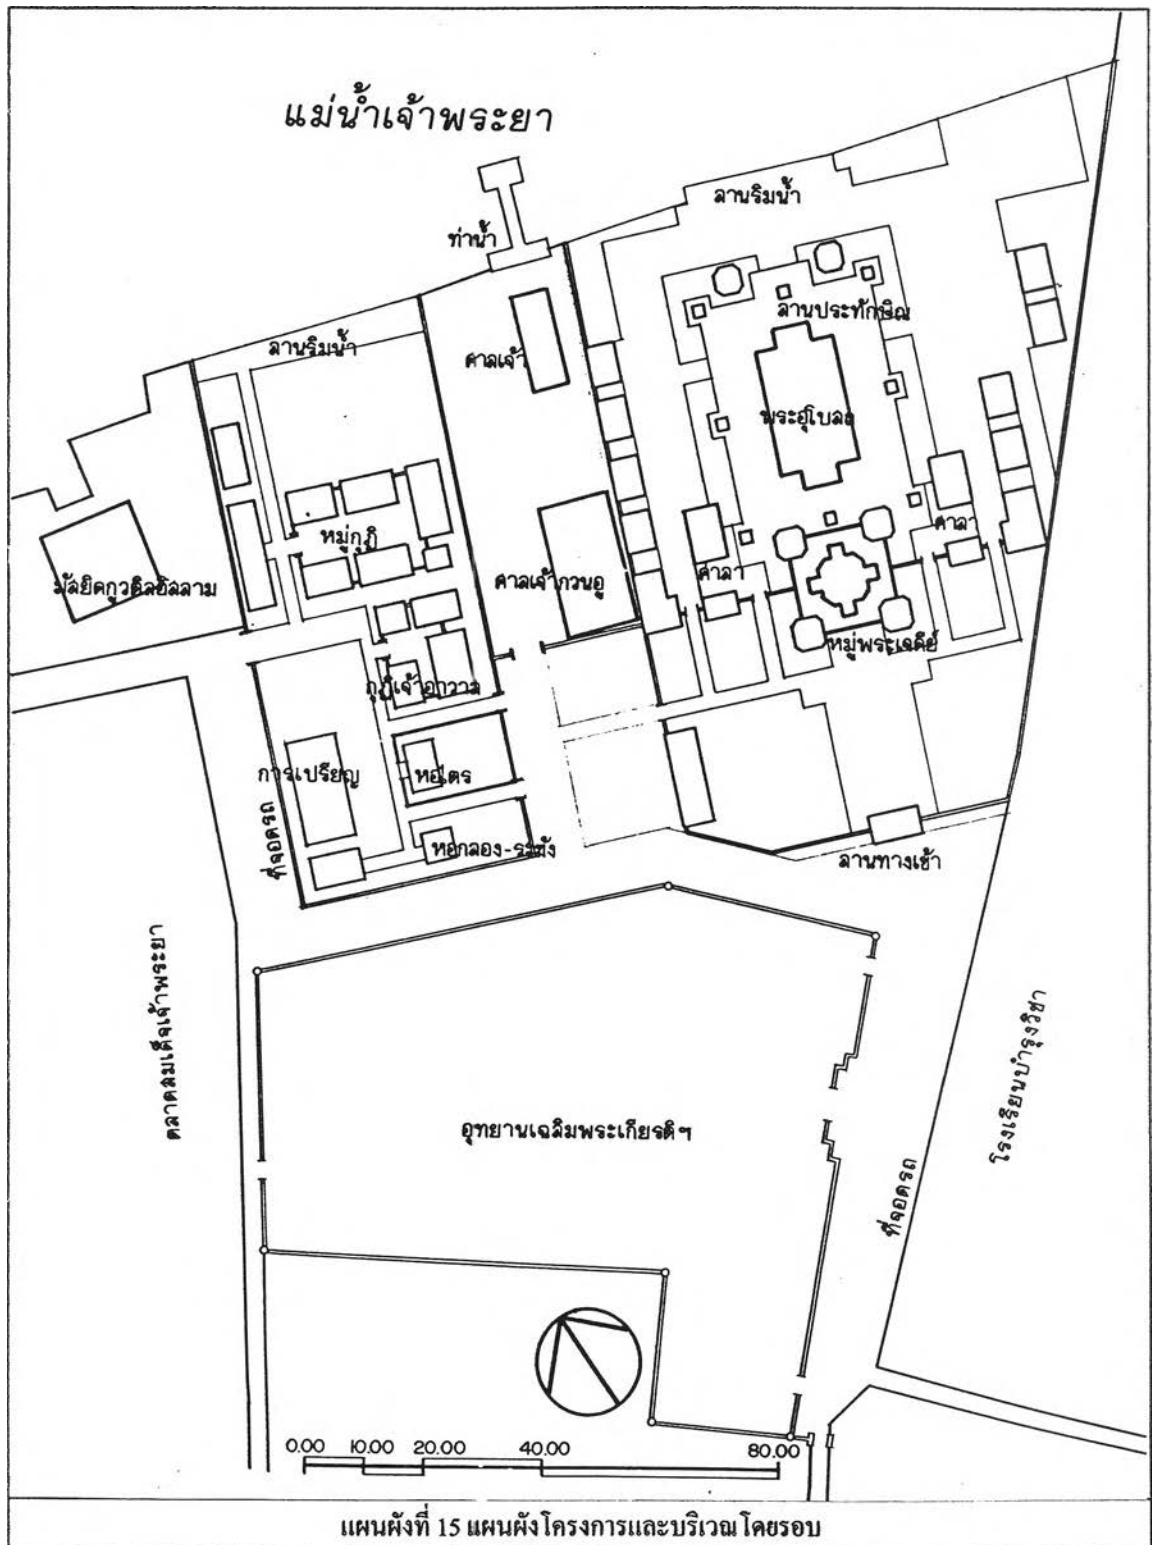 แม่น้ำเจ้าพระยา
ลานริมน้ำ
ท่าน้ำ
ลานประทักษิณ
ลานริมน้ำ
ศาลเจ้า
พระอุโบสถ
ศาลา
หมู่กุฏิ
มัสยิดกูวติลอิสลาม
ศาลเจ้ากวนอู
ศาลา
หมู่พระเจดีย์
กุฏิเจ้าอาวาส
การเปรียญ
หอไตร
ที่จอดรถ
หอกลอง-ระฆัง
ลานทางเข้า
ตลาดสมเด็จเจ้าพระยา
โรงเรียนบำรุงวิชา
อุทยานเฉลิมพระเกียรติฯ
ที่จอดรถ
0.00 10.00 20.00 40.00 80.00
แผนผังที่ 15 แผนผังโครงการและบริเวณโดยรอบ